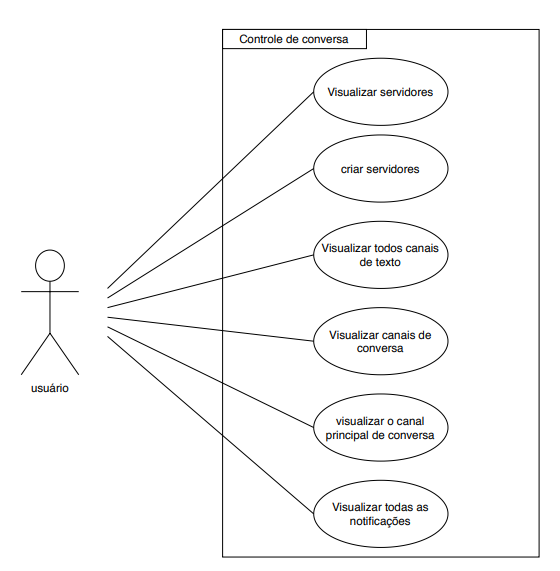 Controle de conversa
Visualizar servidores
criar servidores
Visualizar todos canais
de texto
Visualizar canais de
conversa
usuário
visualizar o canal
principal de conversa
Visualizar todas as
notificações